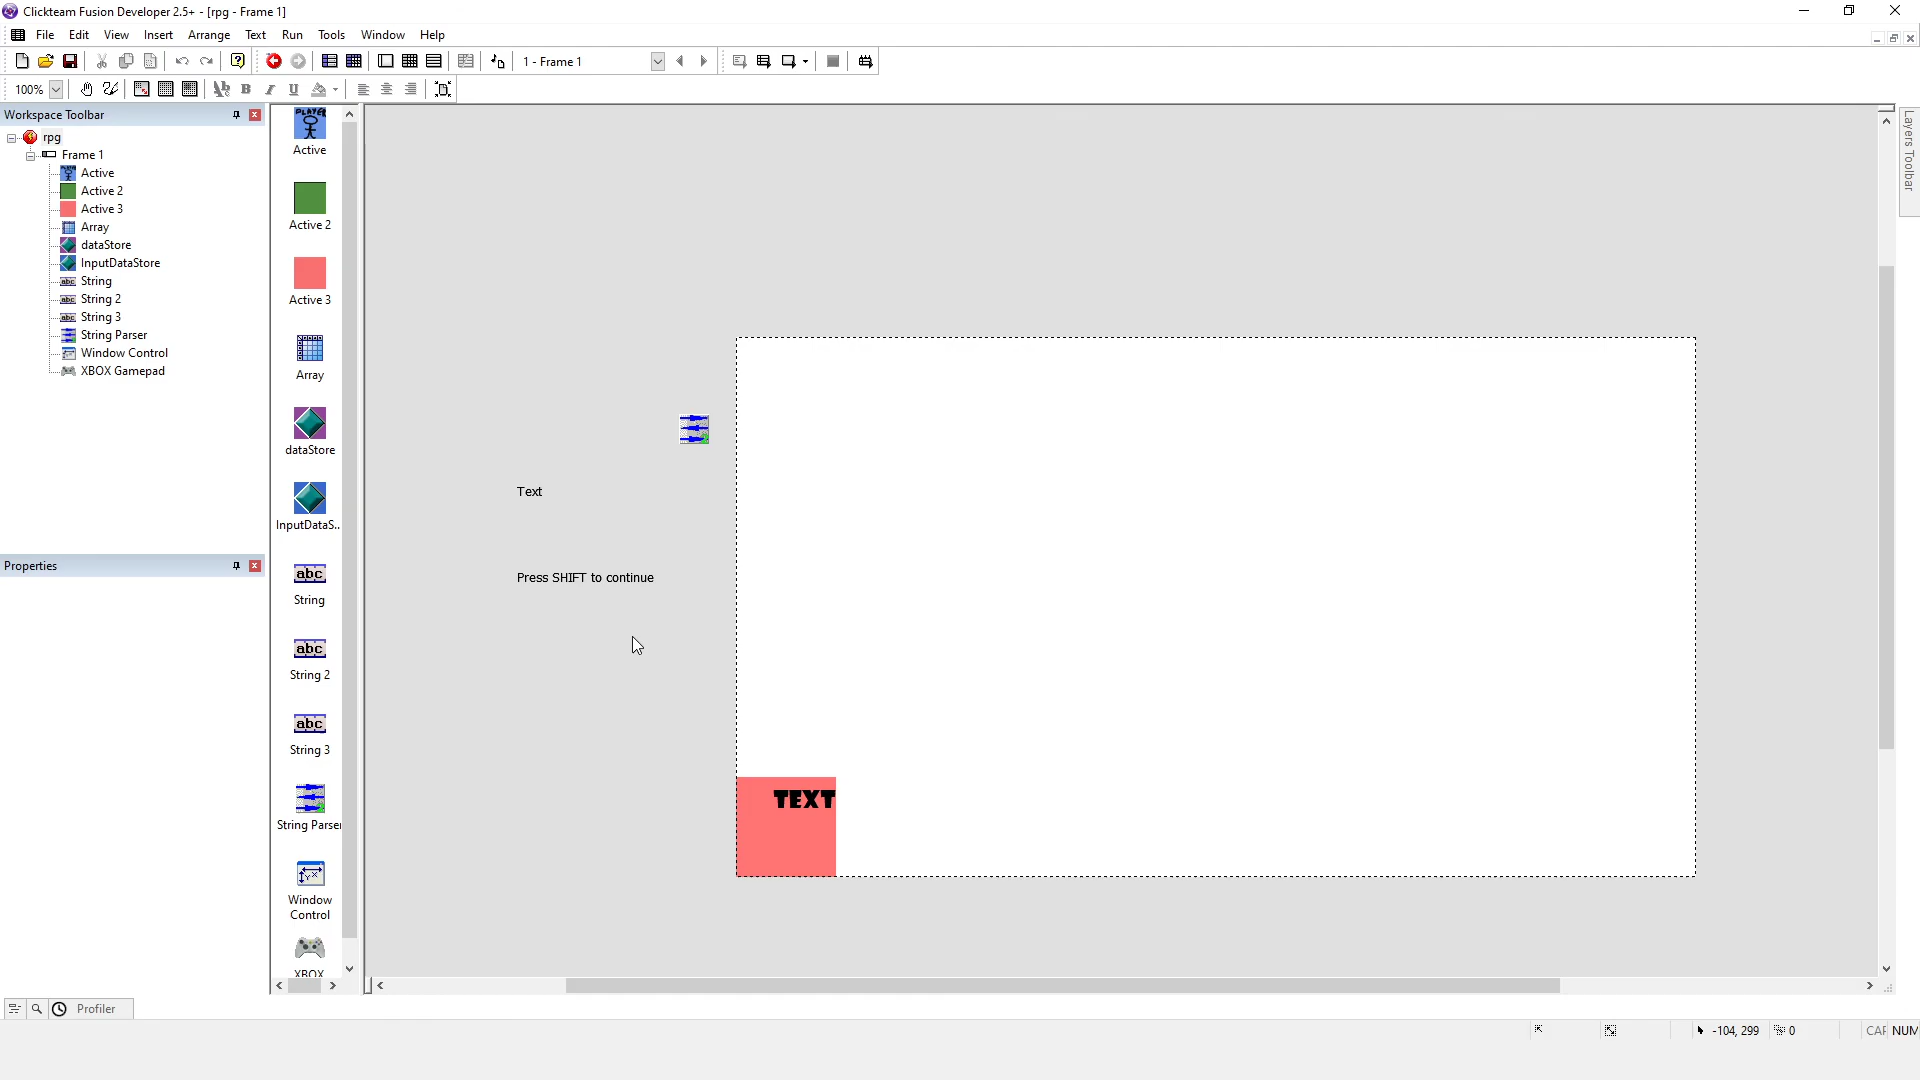 Clickteam Fusion Developer 2.5+ - [rpg - Frame 1]
File Edit View Insert Arrange Text Run Tools Window Help
1 - Frame 1
100%
Workspace Toolbar
rpg
Frame 1
Active
Active 2
Active 3
Array
dataStore
InputDataStore
String
String 2
String 3
String Parser
Window Control
XBOX Gamepad
Properties
PLAYER
Active
Active 2
Active 3
Array
dataStore
InputDataS..
abc
String
abc
String 2
abc
String 3
String Parser
Window
Control
XBOX
Text
Press SHIFT to continue
TEXT
Layers Toolbar
Profiler
-104, 299
0
CAP NUM